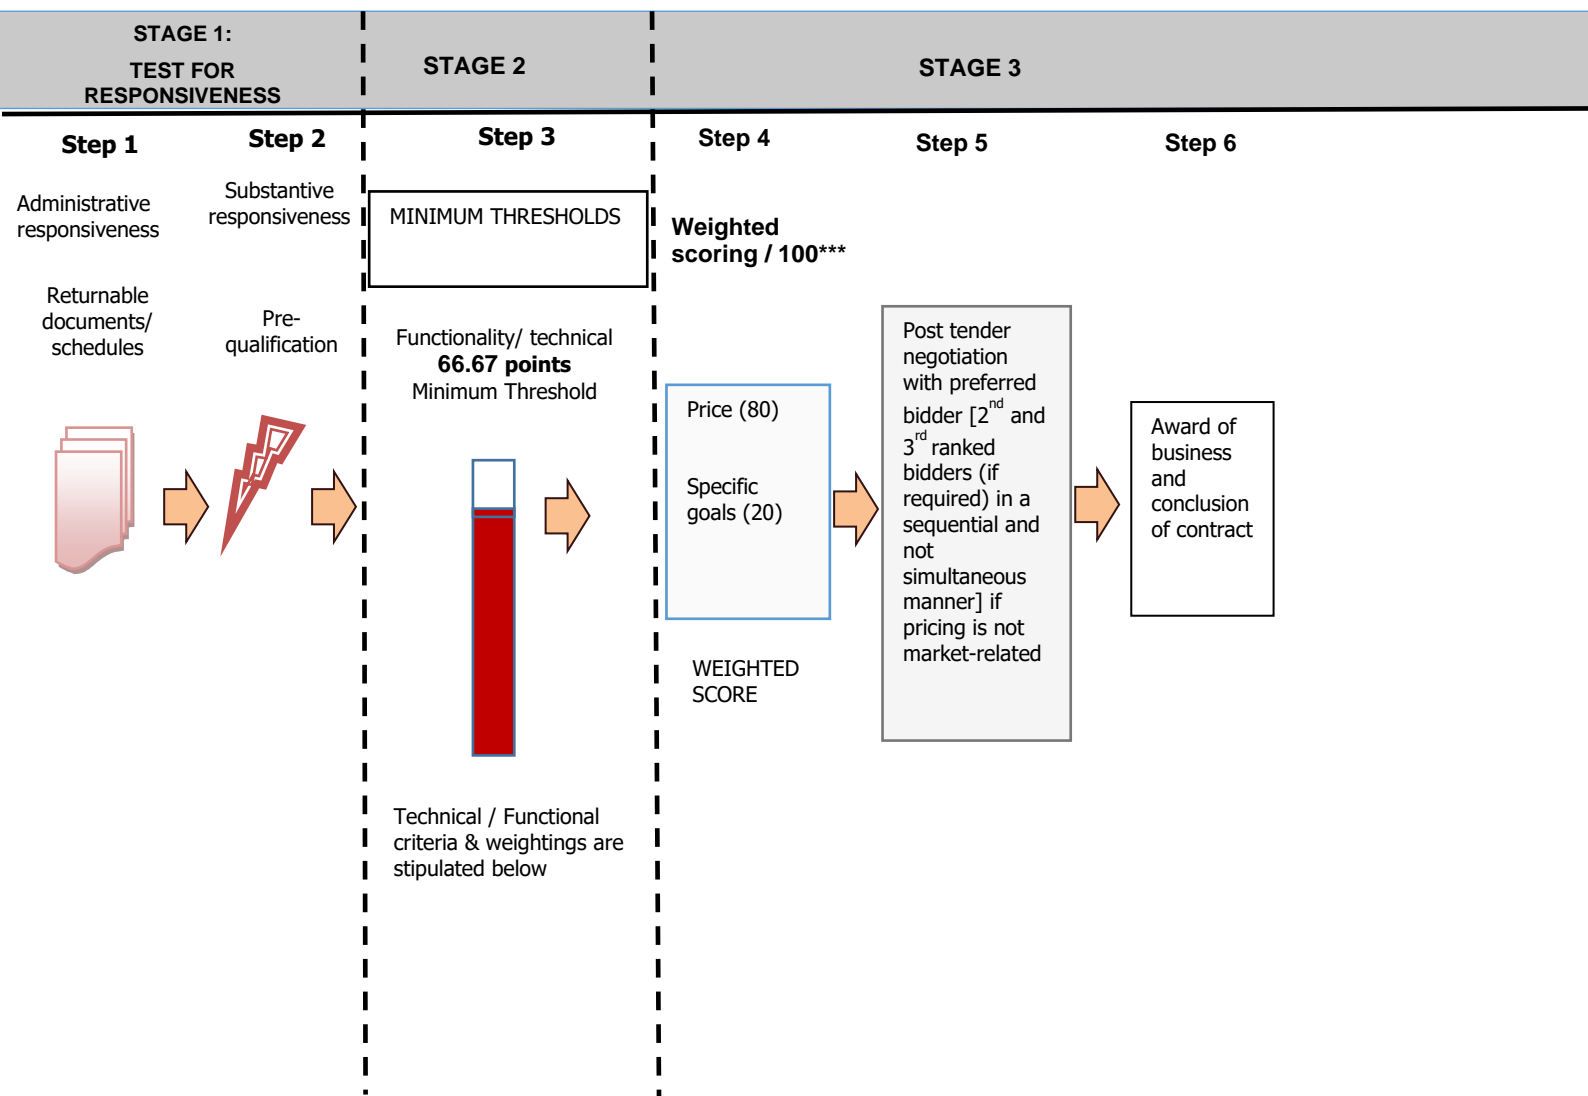 STAGE 1:
TEST FOR
RESPONSIVENESS
STAGE 2
STAGE 3
Step 1
Step 2
Step 3
Step 4
Step 5
Step 6
Administrative
responsiveness
Returnable
documents/
schedules
Substantive
responsiveness
Pre-
qualification
MINIMUM THRESHOLDS
Functionality/ technical
66.67 points
Minimum Threshold
Technical / Functional
criteria & weightings are
stipulated below
Weighted
scoring / 100***
Price (80)
Specific
goals (20)
WEIGHTED
SCORE
Post tender
negotiation
with preferred
bidder [2nd and
3rd ranked
bidders (if
required) in a
sequential and
not
simultaneous
manner] if
pricing is not
market-related
Award of
business
and
conclusion
of contract